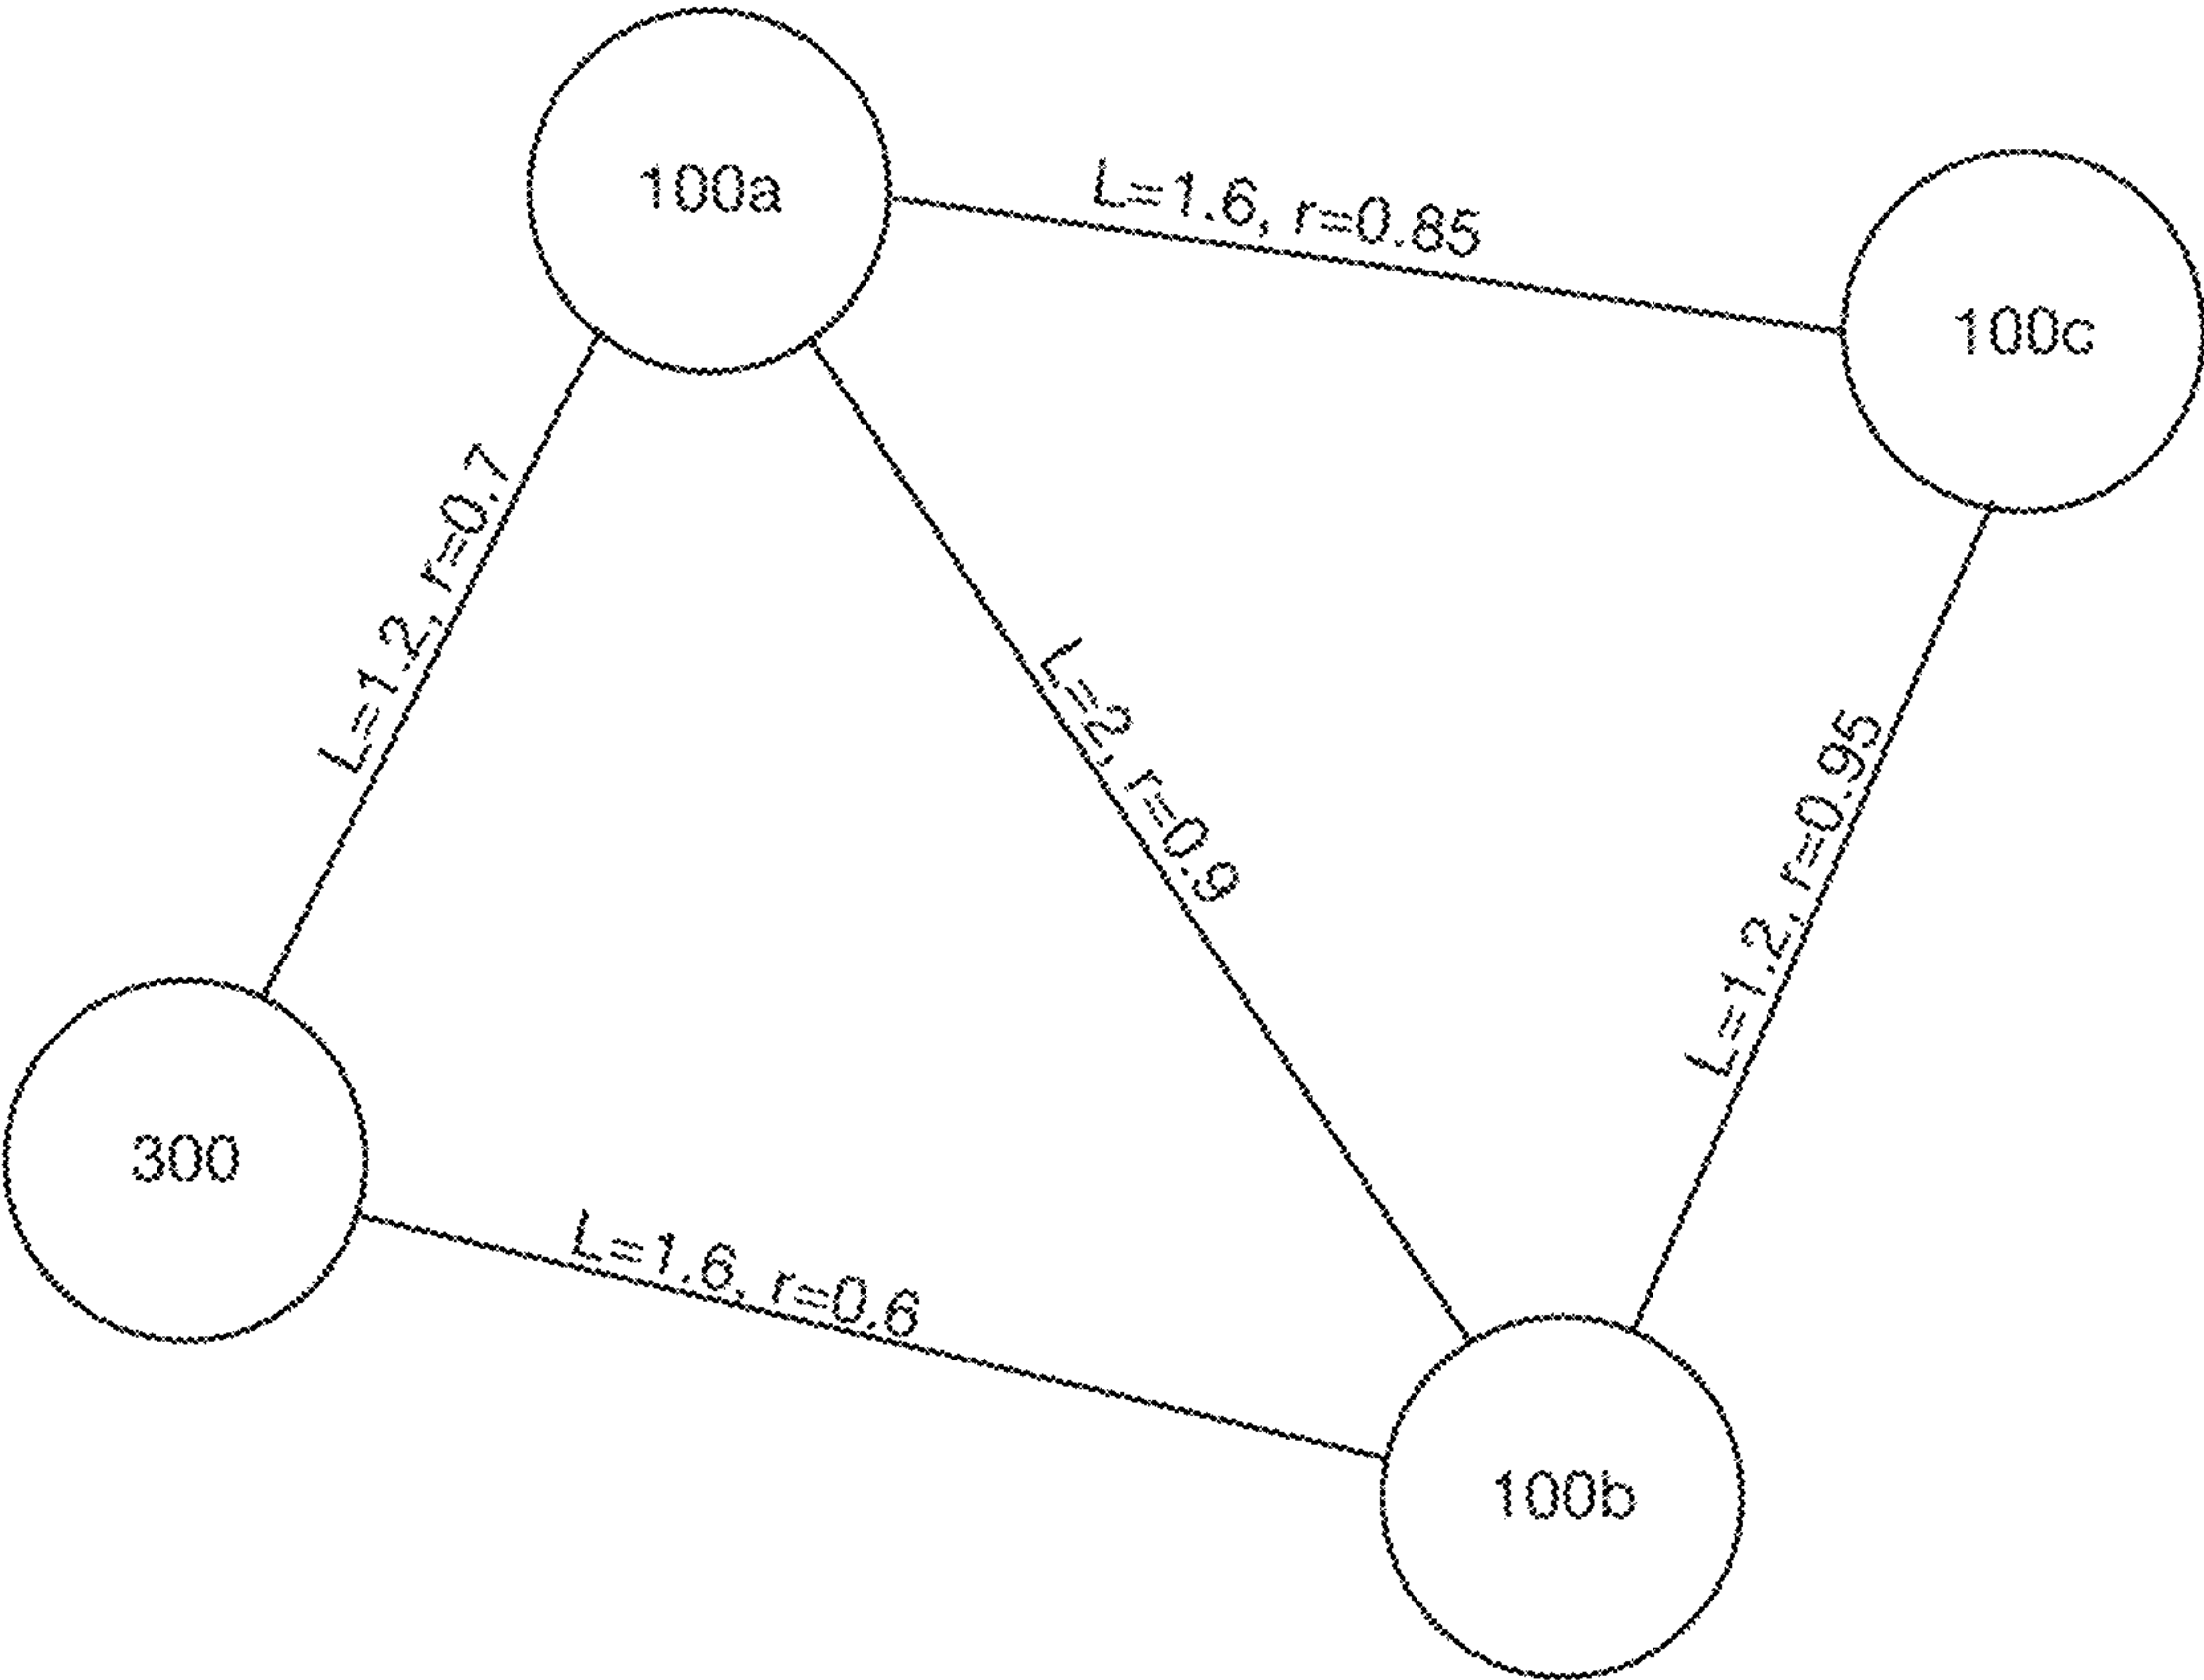 100a
L=1.6, r=0.85
100c
L=1.2, r=0.7
L=2, r=0.9
L=1.2, r=0.95
300
L=1.6, r=0.6
100b